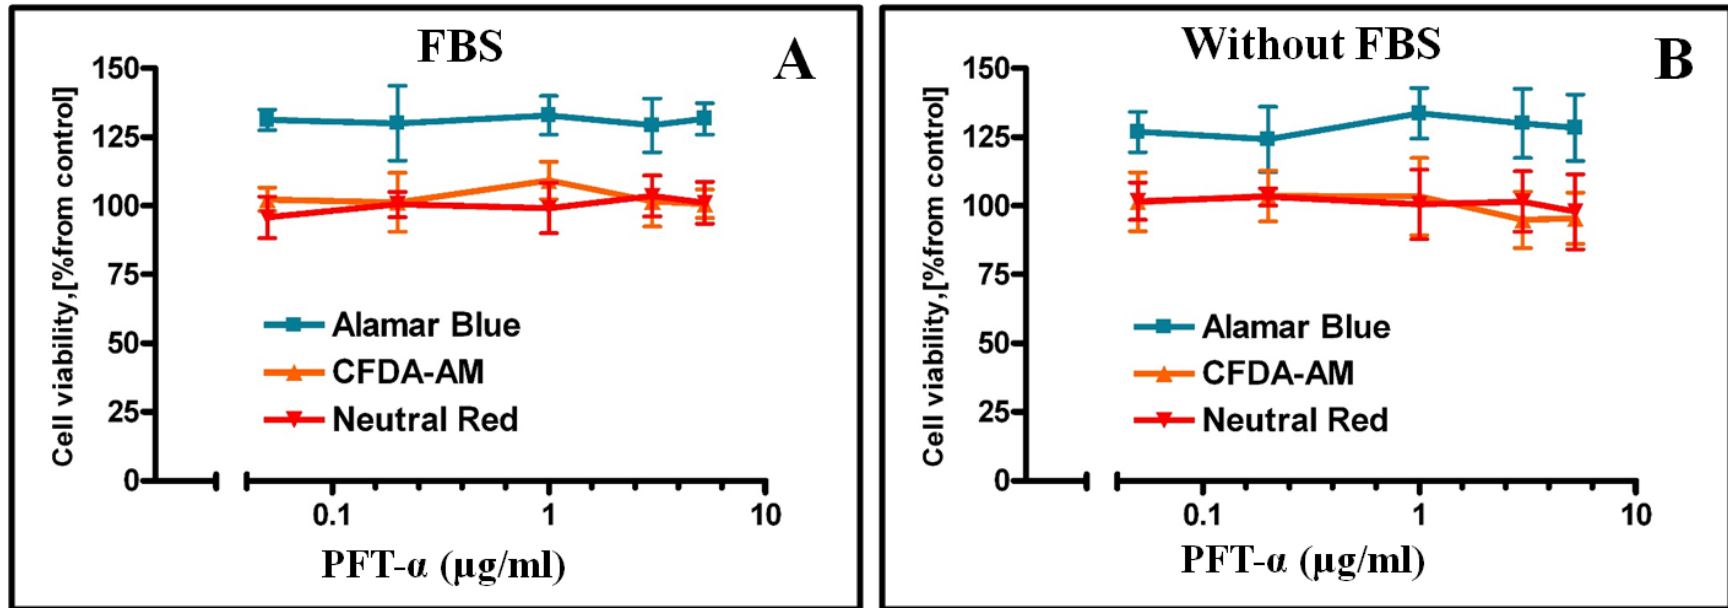 FBS
A
150
125
100
75
50
25
0
Cell viability,[%from control]
Alamar Blue
CFDA-AM
Neutral Red
0.1
1
10
PFT-α (µg/ml)
Without FBS
B
150
125
100
75
50
25
0
Cell viability,[%from control]
Alamar Blue
CFDA-AM
Neutral Red
0.1
1
10
PFT-α (µg/ml)